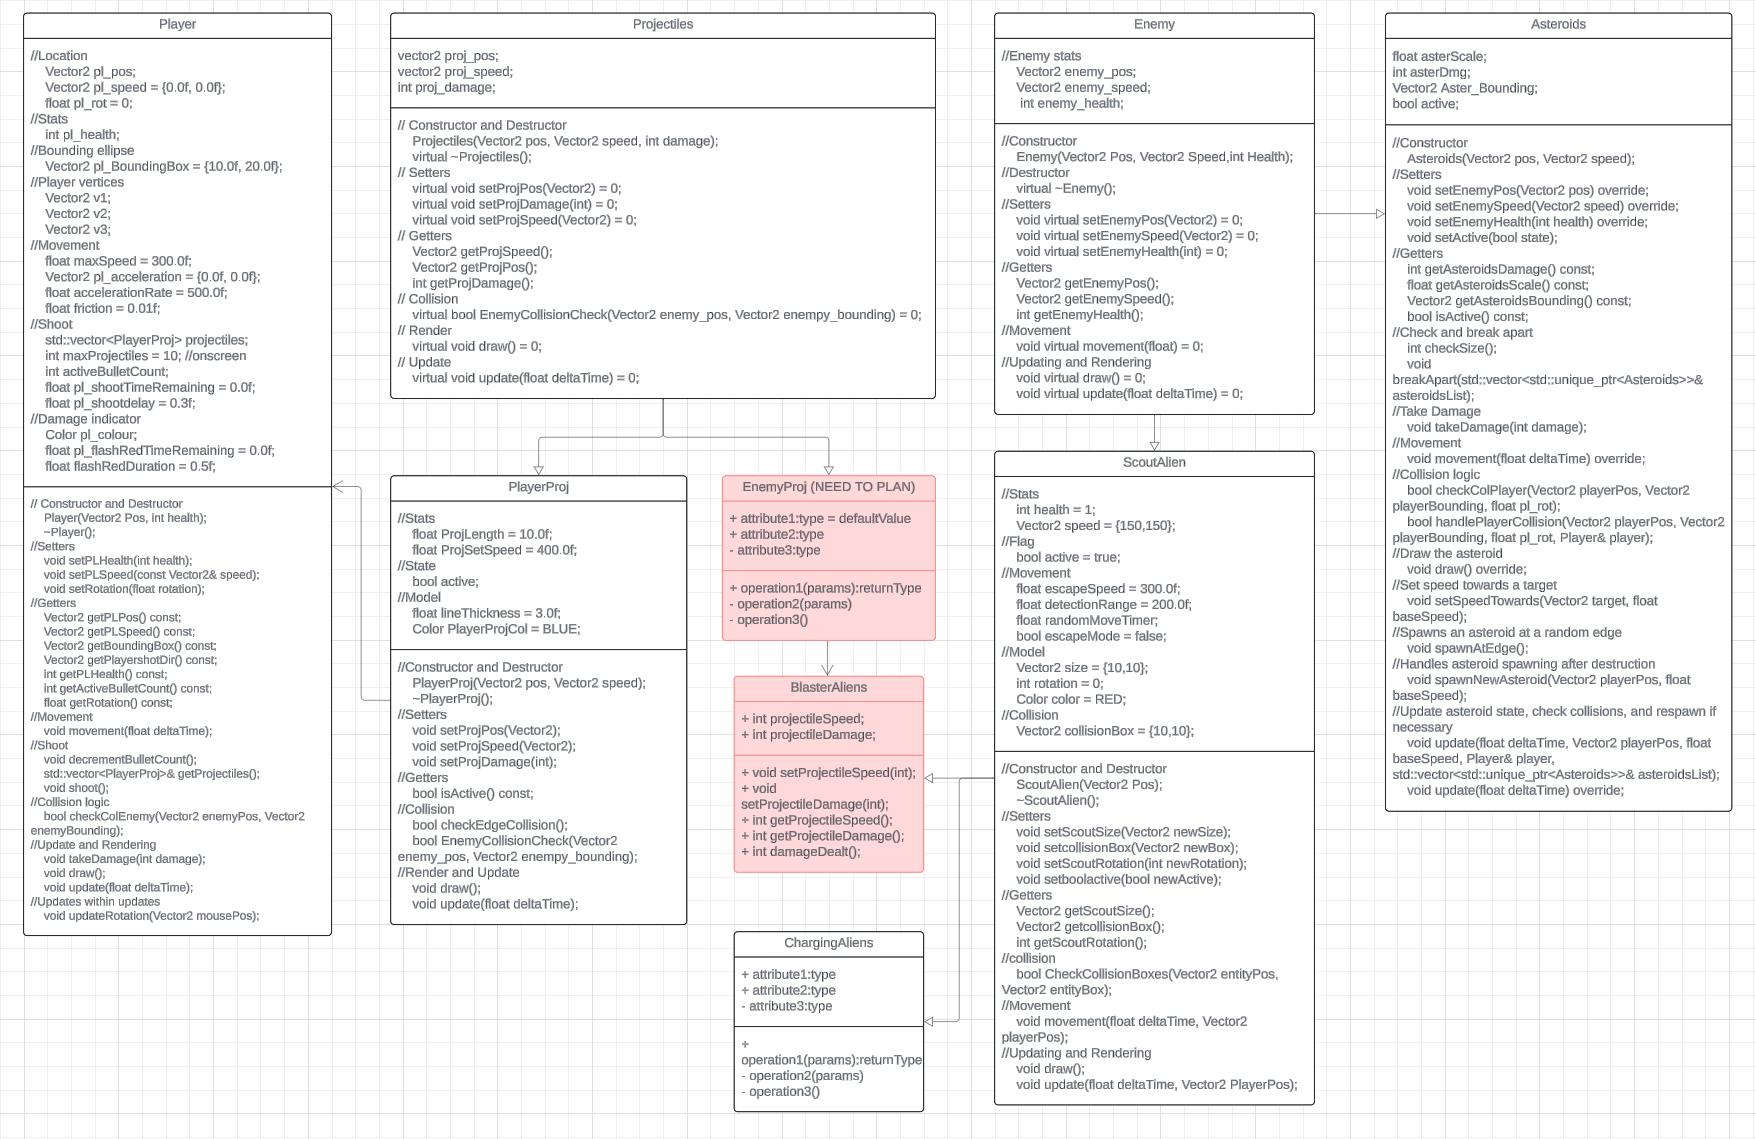 Player
//Location
Vector2 pl_pos;
Vector2 pl_speed = {0.0f, 0.0f};
float pl_rot = 0;
//Stats
int pl_health;
//Bounding ellipse
Vector2 pl_BoundingBox = {10.0f, 20.0f};
//Player vertices
Vector2 v1;
Vector2 v2;
Vector2 v3;
//Movement
float maxSpeed = 300.0f;
Vector2 pl_acceleration = {0.0f, 0.0f};
float accelerationRate = 500.0f;
float friction = 0.01f;
//Shoot
std::vector<PlayerProj> projectiles;
int maxProjectiles = 10; //onscreen
int activeBulletCount;
float pl_shootTimeRemaining = 0.0f;
float pl_shootdelay = 0.3f;
//Damage indicator
Color pl_colour;
float pl_flashRedTimeRemaining = 0.0f;
float flashRedDuration = 0.5f;
// Constructor and Destructor
Player(Vector2 Pos, int health);
~Player();
//Setters
void setPLHealth(int health);
void setPLSpeed(const Vector2& speed);
void setRotation(float rotation);
//Getters
Vector2 getPLPos() const;
Vector2 getPLSpeed() const;
Vector2 getBoundingBox() const;
Vector2 getPlayershotDir() const;
int getPLHealth() const;
int getActiveBulletCount() const;
float getRotation() const;
//Movement
void movement(float deltaTime);
//Shoot
void decrementBulletCount();
std::vector<PlayerProj>& getProjectiles();
void shoot();
//Collision logic
bool checkColEnemy(Vector2 enemyPos, Vector2
enemyBounding);
//Update and Rendering
void takeDamage(int damage);
void draw();
void update(float deltaTime);
//Updates within updates
void updateRotation(Vector2 mousePos);
Projectiles
vector2 proj_pos;
vector2 proj_speed;
int proj_damage;
// Constructor and Destructor
Projectiles(Vector2 pos, Vector2 speed, int damage);
virtual ~Projectiles();
// Setters
virtual void setProjPos(Vector2) = 0;
virtual void setProjDamage(int) = 0;
virtual void setProjSpeed(Vector2) = 0;
// Getters
Vector2 getProjSpeed();
Vector2 getProjPos();
int getProjDamage();
// Collision
virtual bool EnemyCollisionCheck(Vector2 enemy_pos, Vector2 enempy_bounding) = 0;
// Render
virtual void draw() = 0;
// Update
virtual void update(float deltaTime) = 0;
PlayerProj
//Stats
float ProjLength = 10.0f;
float ProjSetSpeed = 400.0f;
//State
bool active;
//Model
float lineThickness = 3.0f;
Color PlayerProjCol = BLUE;
//Constructor and Destructor
PlayerProj(Vector2 pos, Vector2 speed);
~PlayerProj();
//Setters
void setProjPos(Vector2);
void setProjSpeed(Vector2);
void setProjDamage(int);
//Getters
bool isActive() const;
//Collision
bool checkEdgeCollision();
bool EnemyCollisionCheck(Vector2
enemy_pos, Vector2 enempy_bounding);
//Render and Update
void draw();
void update(float deltaTime);
EnemyProj (NEED TO PLAN)
+ attribute1:type = defaultValue
+ attribute2:type
- attribute3:type
+ operation1(params):returnType
- operation2(params)
- operation3()
BlasterAliens
+ int projectileSpeed;
+ int projectileDamage;
+ void setProjectileSpeed(int);
+ void
setProjectileDamage(int);
+ int getProjectileSpeed();
+ int getProjectileDamage();
+ int damageDealt();
ChargingAliens
+ attribute1:type
+ attribute2:type
- attribute3:type
+
operation1(params):returnType
- operation2(params)
- operation3()
Enemy
//Enemy stats
Vector2 enemy_pos;
Vector2 enemy_speed;
int enemy_health;
//Constructor
Enemy(Vector2 Pos, Vector2 Speed,int Health);
//Destructor
virtual ~Enemy();
//Setters
void virtual setEnemyPos(Vector2) = 0;
void virtual setEnemySpeed(Vector2) = 0;
void virtual setEnemyHealth(int) = 0;
//Getters
Vector2 getEnemyPos();
Vector2 getEnemySpeed();
int getEnemyHealth();
//Movement
void virtual movement(float) = 0;
//Updating and Rendering
void virtual draw() = 0;
void virtual update(float deltaTime) = 0;
ScoutAlien
//Stats
int health = 1;
Vector2 speed = {150,150};
//Flag
bool active = true;
//Movement
float escapeSpeed = 300.0f;
float detectionRange = 200.0f;
float randomMoveTimer;
bool escapeMode = false;
//Model
Vector2 size = {10,10};
int rotation = 0;
Color color = RED;
//Collision
Vector2 collisionBox = {10,10};
//Constructor and Destructor
ScoutAlien(Vector2 Pos);
~ScoutAlien();
//Setters
void setScoutSize(Vector2 newSize);
void setcollisionBox(Vector2 newBox);
void setScoutRotation(int newRotation);
void setboolactive(bool newActive);
//Getters
Vector2 getScoutSize();
Vector2 getcollisionBox();
int getScoutRotation();
//collision
bool CheckCollisionBoxes(Vector2 entityPos,
Vector2 entityBox);
//Movement
void movement(float deltaTime, Vector2
playerPos);
//Updating and Rendering
void draw();
void update(float deltaTime, Vector2 PlayerPos);
Asteroids
float asterScale;
int asterDmg;
Vector2 Aster_Bounding;
bool active;
//Constructor
Asteroids(Vector2 pos, Vector2 speed);
//Setters
void setEnemyPos(Vector2 pos) override;
void setEnemySpeed(Vector2 speed) override;
void setEnemyHealth(int health) override;
void setActive(bool state);
//Getters
int getAsteroidsDamage() const;
float getAsteroidsScale() const;
Vector2 getAsteroidsBounding() const;
bool isActive() const;
//Check and break apart
int checkSize();
void
breakApart(std::vector<std::unique_ptr<Asteroids>>&
asteroidsList);
//Take Damage
void takeDamage(int damage);
//Movement
void movement(float deltaTime) override;
//Collision logic
bool checkColPlayer(Vector2 playerPos, Vector2
playerBounding, float pl_rot);
bool handlePlayerCollision(Vector2 playerPos, Vector2
playerBounding, float pl_rot, Player& player);
//Draw the asteroid
void draw() override;
//Set speed towards a target
void setSpeedTowards(Vector2 target, float
baseSpeed);
//Spawns an asteroid at a random edge
void spawnAtEdge();
//Handles asteroid spawning after destruction
void spawnNewAsteroid(Vector2 playerPos, float
baseSpeed);
//Update asteroid state, check collisions, and respawn if
necessary
void update(float deltaTime, Vector2 playerPos, float
baseSpeed, Player& player,
std::vector<std::unique_ptr<Asteroids>>& asteroidsList);
void update(float deltaTime) override;